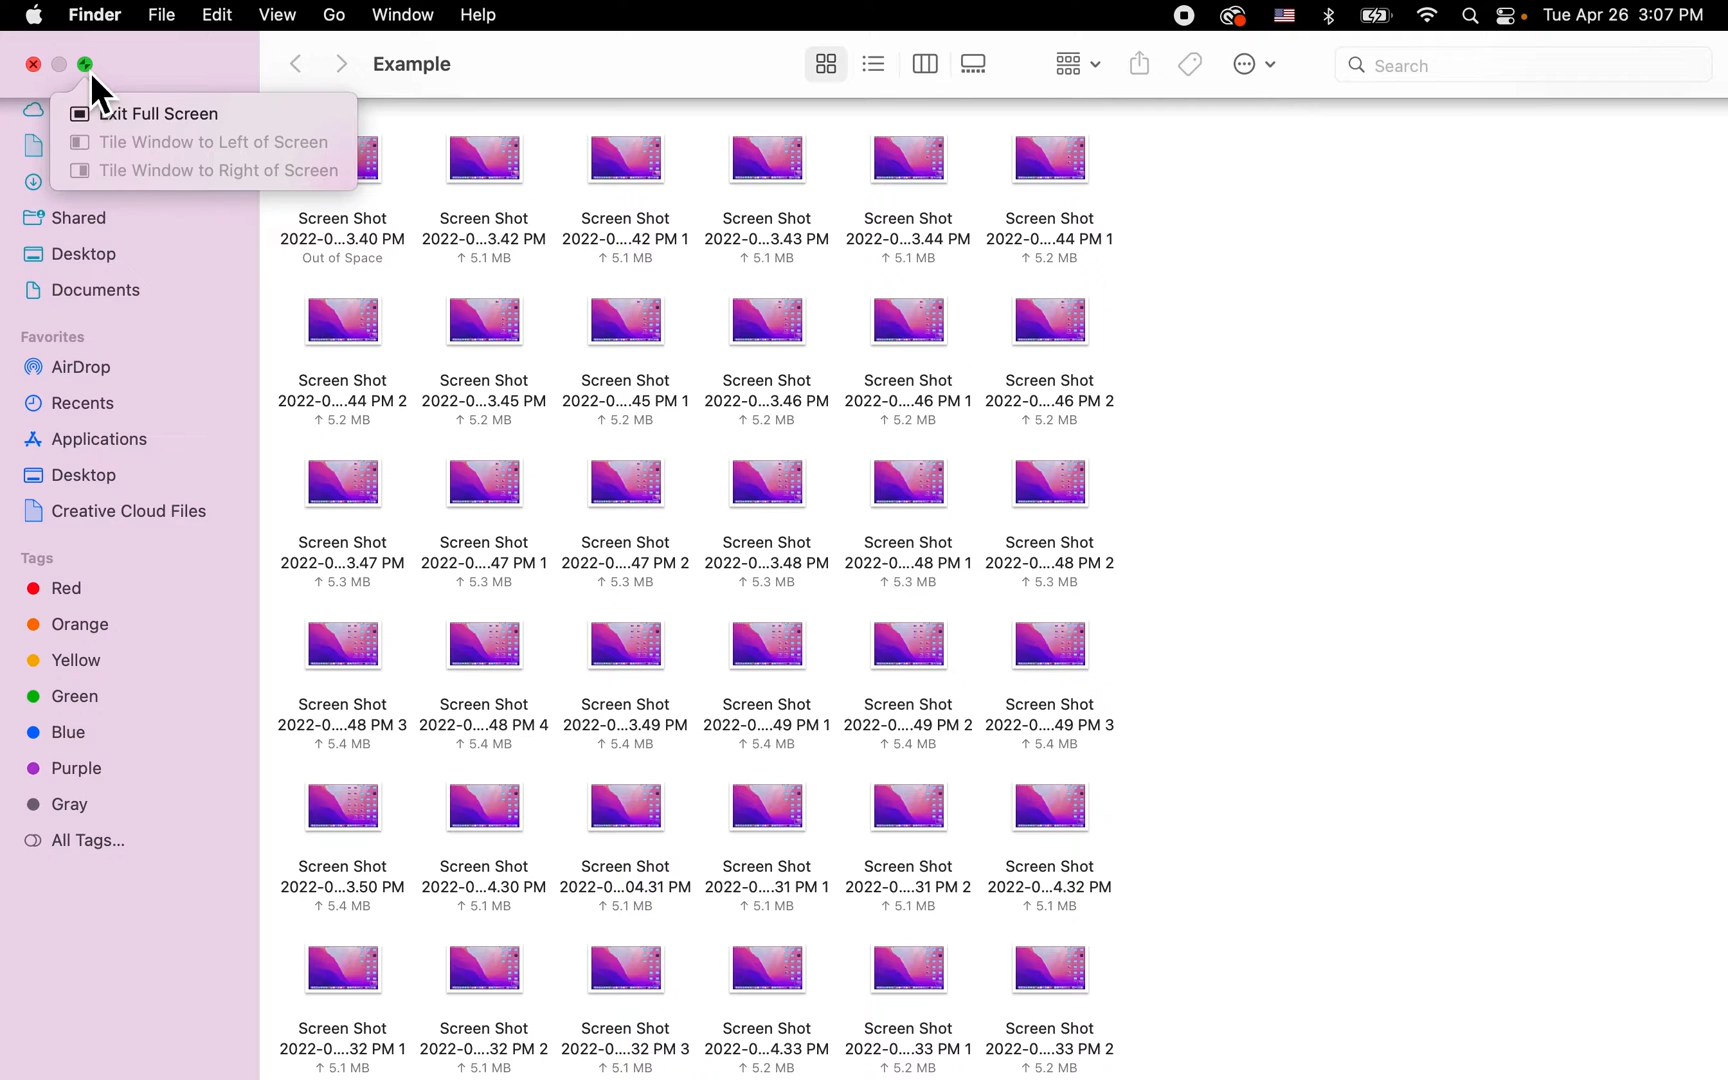 Finder File Edit View Go Window Help Tue Apr 26 3:07 PM
Example Search
Exit Full Screen
Tile Window to Left of Screen
Tile Window to Right of Screen
Shared
Desktop
Documents
Favorites
AirDrop
Recents
Applications
Desktop
Creative Cloud Files
Tags
Red
Orange
Yellow
Green
Blue
Purple
Gray
All Tags...
Screen Shot Screen Shot Screen Shot Screen Shot Screen Shot Screen Shot
2022-0...3.40 PM 2022-0...3.42 PM 2022-0....42 PM 1 2022-0...3.43 PM 2022-0...3.44 PM 2022-0....44 PM 1
Out of Space ↑ 5.1 MB ↑ 5.1 MB ↑ 5.1 MB ↑ 5.1 MB ↑ 5.2 MB
Screen Shot Screen Shot Screen Shot Screen Shot Screen Shot Screen Shot
2022-0....44 PM 2 2022-0...3.45 PM 2022-0....45 PM 1 2022-0...3.46 PM 2022-0....46 PM 1 2022-0....46 PM 2
↑ 5.2 MB ↑ 5.2 MB ↑ 5.2 MB ↑ 5.2 MB ↑ 5.2 MB ↑ 5.2 MB
Screen Shot Screen Shot Screen Shot Screen Shot Screen Shot Screen Shot
2022-0...3.47 PM 2022-0....47 PM 1 2022-0....47 PM 2 2022-0...3.48 PM 2022-0....48 PM 1 2022-0....48 PM 2
↑ 5.3 MB ↑ 5.3 MB ↑ 5.3 MB ↑ 5.3 MB ↑ 5.3 MB ↑ 5.3 MB
Screen Shot Screen Shot Screen Shot Screen Shot Screen Shot Screen Shot
2022-0....48 PM 3 2022-0....48 PM 4 2022-0...3.49 PM 2022-0....49 PM 1 2022-0....49 PM 2 2022-0....49 PM 3
↑ 5.4 MB ↑ 5.4 MB ↑ 5.4 MB ↑ 5.4 MB ↑ 5.4 MB ↑ 5.4 MB
Screen Shot Screen Shot Screen Shot Screen Shot Screen Shot Screen Shot
2022-0...3.50 PM 2022-0...4.30 PM 2022-0...04.31 PM 2022-0....31 PM 1 2022-0....31 PM 2 2022-0...4.32 PM
↑ 5.4 MB ↑ 5.1 MB ↑ 5.1 MB ↑ 5.1 MB ↑ 5.1 MB ↑ 5.1 MB
Screen Shot Screen Shot Screen Shot Screen Shot Screen Shot Screen Shot
2022-0....32 PM 1 2022-0....32 PM 2 2022-0....32 PM 3 2022-0...4.33 PM 2022-0....33 PM 1 2022-0....33 PM 2
↑ 5.1 MB ↑ 5.1 MB ↑ 5.1 MB ↑ 5.2 MB ↑ 5.2 MB ↑ 5.2 MB